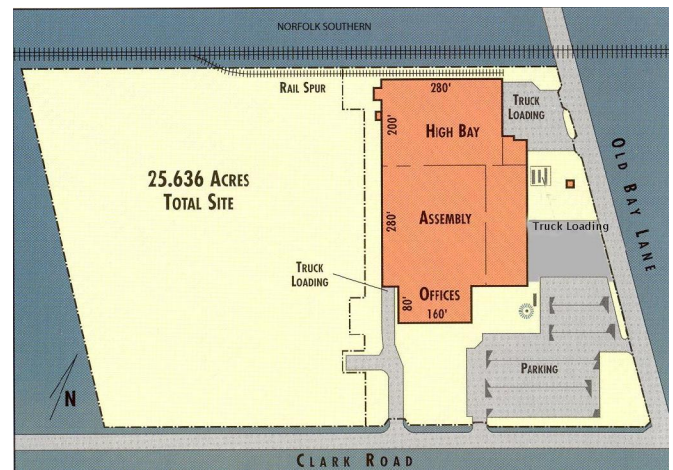 NORFOLK SOUTHERN
RAIL SPUR
280'
TRUCK
LOADING
200'
HIGH BAY
25.636 ACRES
TOTAL SITE
OLD BAY LANE
280'
ASSEMBLY
Truck Loading
TRUCK
LOADING
OFFICES
80'
160'
PARKING
N
CLARK ROAD